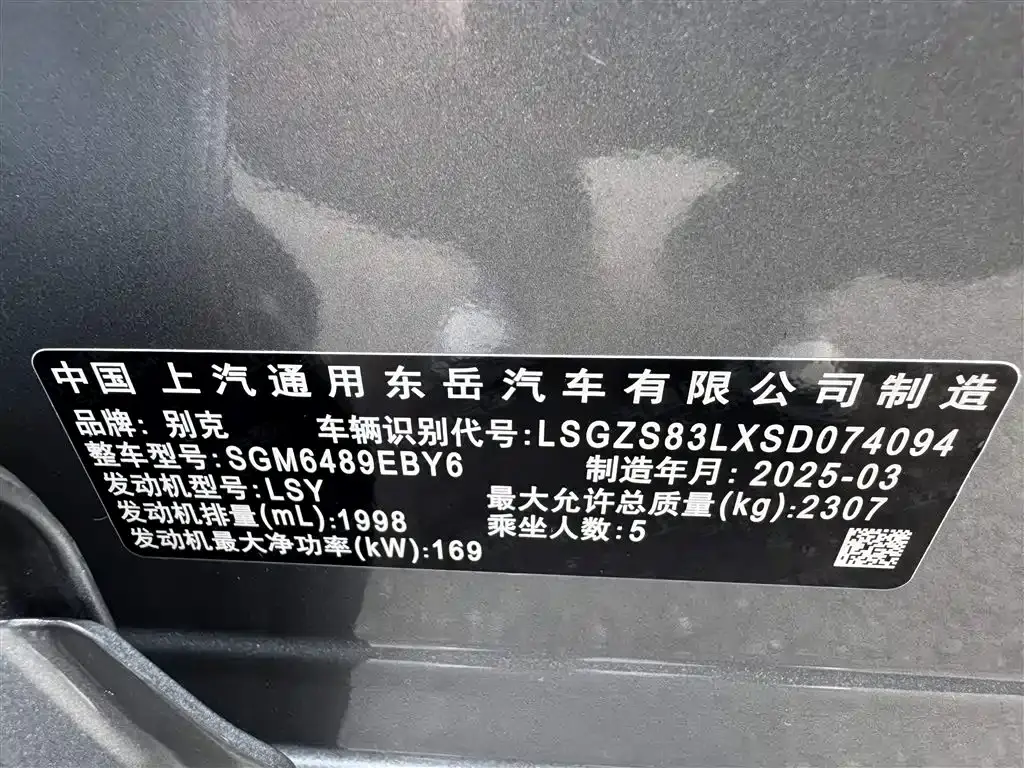 中国 上汽通用东岳汽车有限公司制造
品牌: 别克 车辆识别代号:LSGZS83LXSD074094
整车型号:SGM6489EBY6 制造年月: 2025-03
发动机型号:LSY 最大允许总质量(kg):2307
发动机排量(mL):1998 乘坐人数:5
发动机最大净功率(kW):169